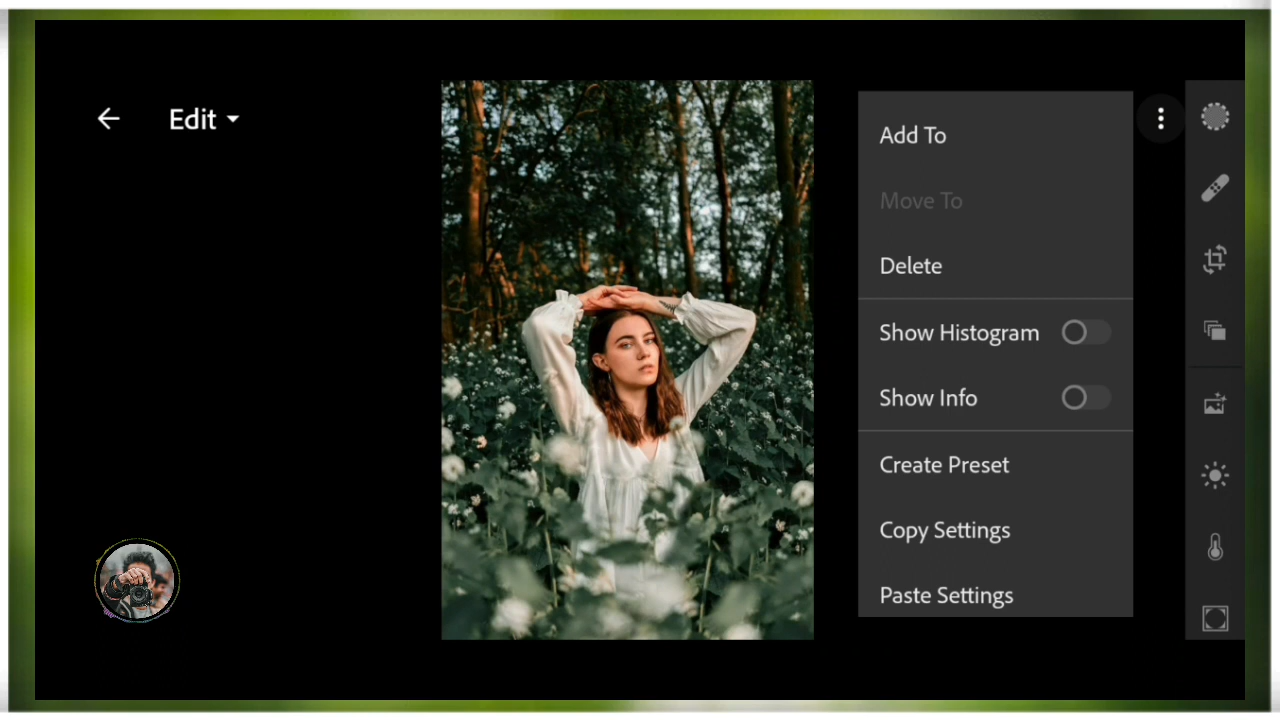 Edit
Add To
Move To
Delete
Show Histogram
Show Info
Create Preset
Copy Settings
Paste Settings